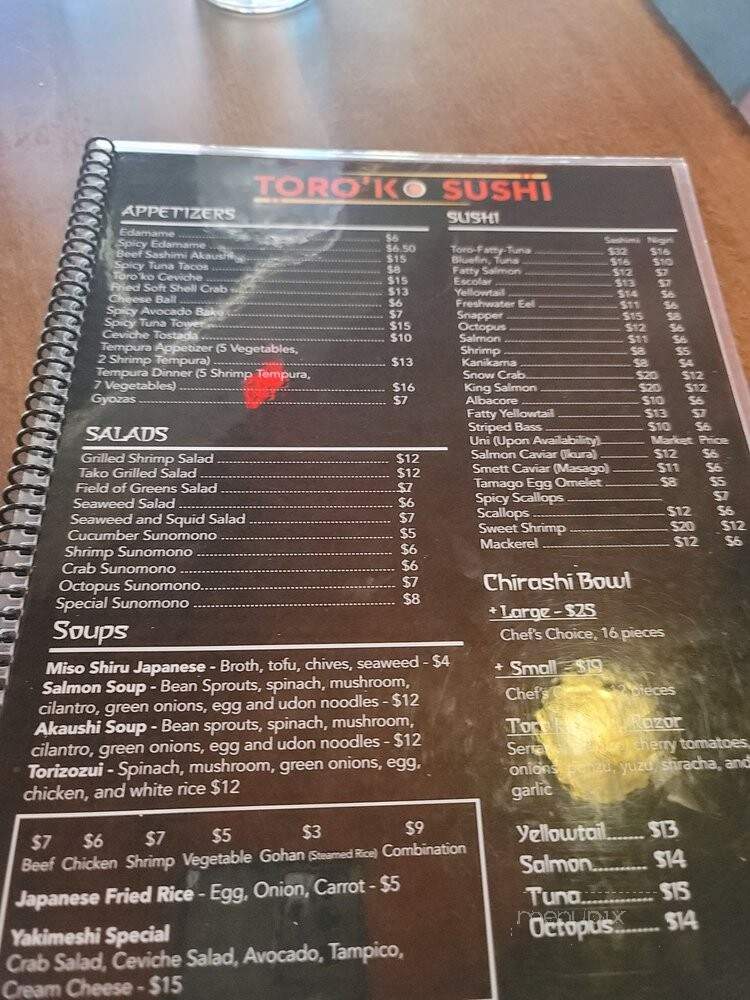 TORO'KO SUSHI
APPETIZERS
Edamame $6
Spicy Edamame $6.50
Beef Sashimi Akaushi $15
Spicy Tuna Tacos $8
Toro'ko Ceviche $15
Fried Soft Shell Crab $13
Cheese Ball $6
Spicy Avocado Bake $7
Spicy Tuna Tower $15
Ceviche Tostada $10
Tempura Appetizer (5 Vegetables,
2 Shrimp Tempura) $13
Tempura Dinner (5 Shrimp Tempura,
7 Vegetables) $16
Gyozas $7
SALADS
Grilled Shrimp Salad $12
Tako Grilled Salad $12
Field of Greens Salad $7
Seaweed Salad $6
Seaweed and Squid Salad $7
Cucumber Sunomono $5
Shrimp Sunomono $6
Crab Sunomono $6
Octopus Sunomono $7
Special Sunomono $8
Soups
Miso Shiru Japanese - Broth, tofu, chives, seaweed - $4
Salmon Soup - Bean Sprouts, spinach, mushroom,
cilantro, green onions, egg and udon noodles - $12
Akaushi Soup - Bean sprouts, spinach, mushroom,
cilantro, green onions, egg and udon noodles - $12
Torizozui - Spinach, mushroom, green onions, egg,
chicken, and white rice $12
$7 $6 $7 $5 $3 $9
Beef Chicken Shrimp Vegetable Gohan (Steamed Rice) Combination
Japanese Fried Rice - Egg, Onion, Carrot - $5
Yakimeshi Special
Crab Salad, Ceviche Salad, Avocado, Tampico,
Cream Cheese - $15
SUSHI
Sashimi Nigiri
Toro-Fatty-Tuna $32 $16
Bluefin, Tuna $16 $10
Fatty Salmon $12 $7
Escolar $13 $7
Yellowtail $14 $6
Freshwater Eel $11 $6
Snapper $15 $8
Octopus $12 $6
Salmon $11 $6
Shrimp $8 $5
Kanikama $8 $4
Snow Crab $20 $12
King Salmon $20 $12
Albacore $10 $6
Fatty Yellowtail $13 $7
Striped Bass $10 $6
Uni (Upon Availability) Market Price
Salmon Caviar (Ikura) $12 $6
Smett Caviar (Masago) $11 $6
Tamago Egg Omelet $8 $5
Spicy Scallops $7
Scallops $12 $6
Sweet Shrimp $20 $12
Mackerel $12 $6
Chirashi Bowl
+ Large - $25
Chef's Choice, 16 pieces
+ Small - $19
Chef's pieces
Razor
cherry tomatoes,
onions, ponzu, yuzu, sriracha, and
garlic
Yellowtail....... $13
Salmon.......... $14
Tuna............. $15
Octopus........ $14
menupix